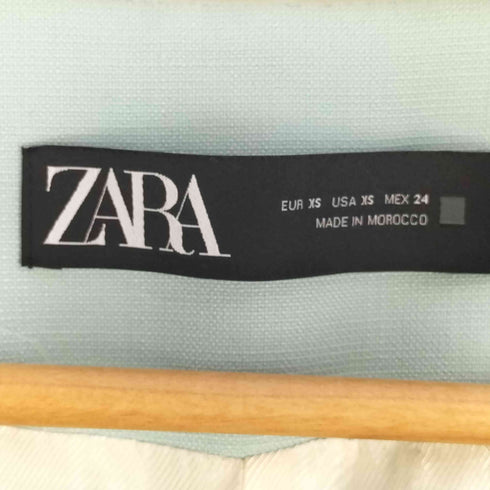 ZARA
EUR XS USA XS MEX 24
MADE IN MOROCCO